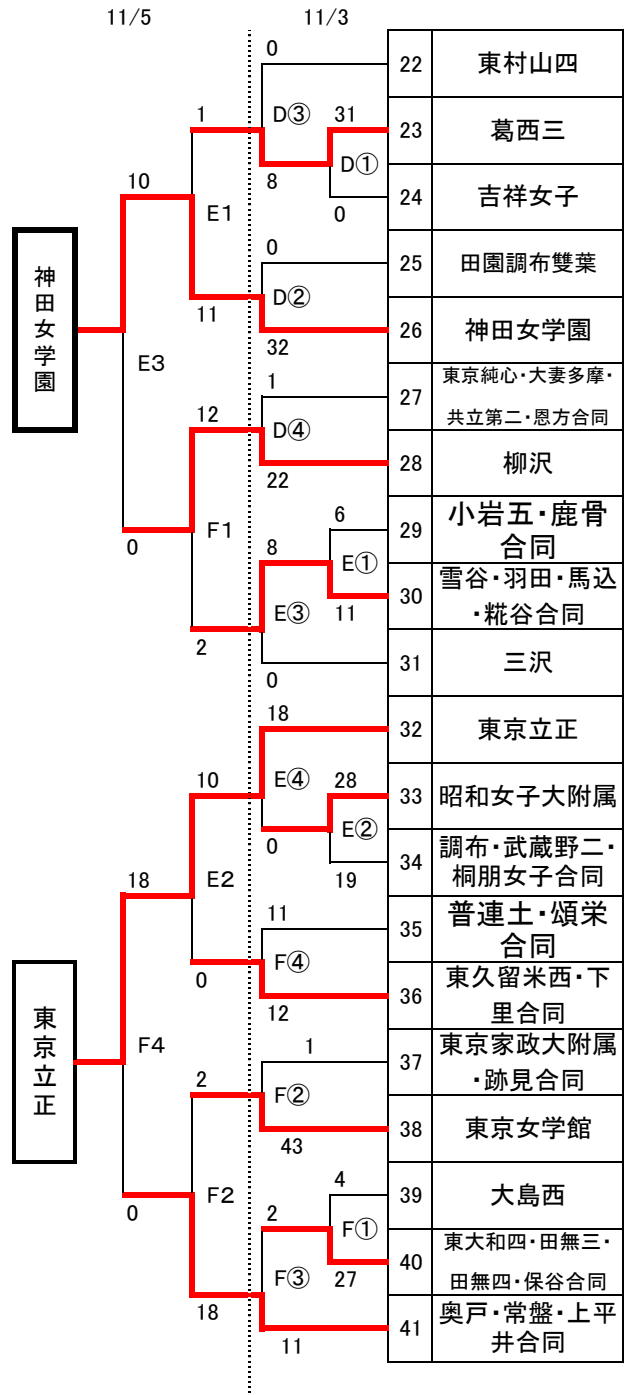 11/5
11/3
0
22
東村山四
1
D③
31
23
葛西三
D①
10
8
E1
0
24
吉祥女子
0
25
田園調布雙葉
神田女学園
D②
11
32
26
神田女学園
E3
1
27
東京純心・大妻多摩・
共立第二・恩方合同
12
D④
22
28
柳沢
6
29
小岩五・鹿骨
合同
0
F1
8
E①
30
雪谷・羽田・馬込
・糀谷合同
E③
11
2
0
31
三沢
18
32
東京立正
10
E④
28
33
昭和女子大附属
E②
0
18
E2
19
34
調布・武蔵野二・
桐朋女子合同
11
35
普連土・頌栄
合同
F④
0
12
36
東久留米西・下
里合同
東京立正
F4
1
37
東京家政大附属
・跡見合同
2
F②
43
38
東京女学館
4
39
大島西
F2
0
2
F①
40
東大和四・田無三・
田無四・保谷合同
F③
27
18
11
41
奥戸・常盤・上平
井合同